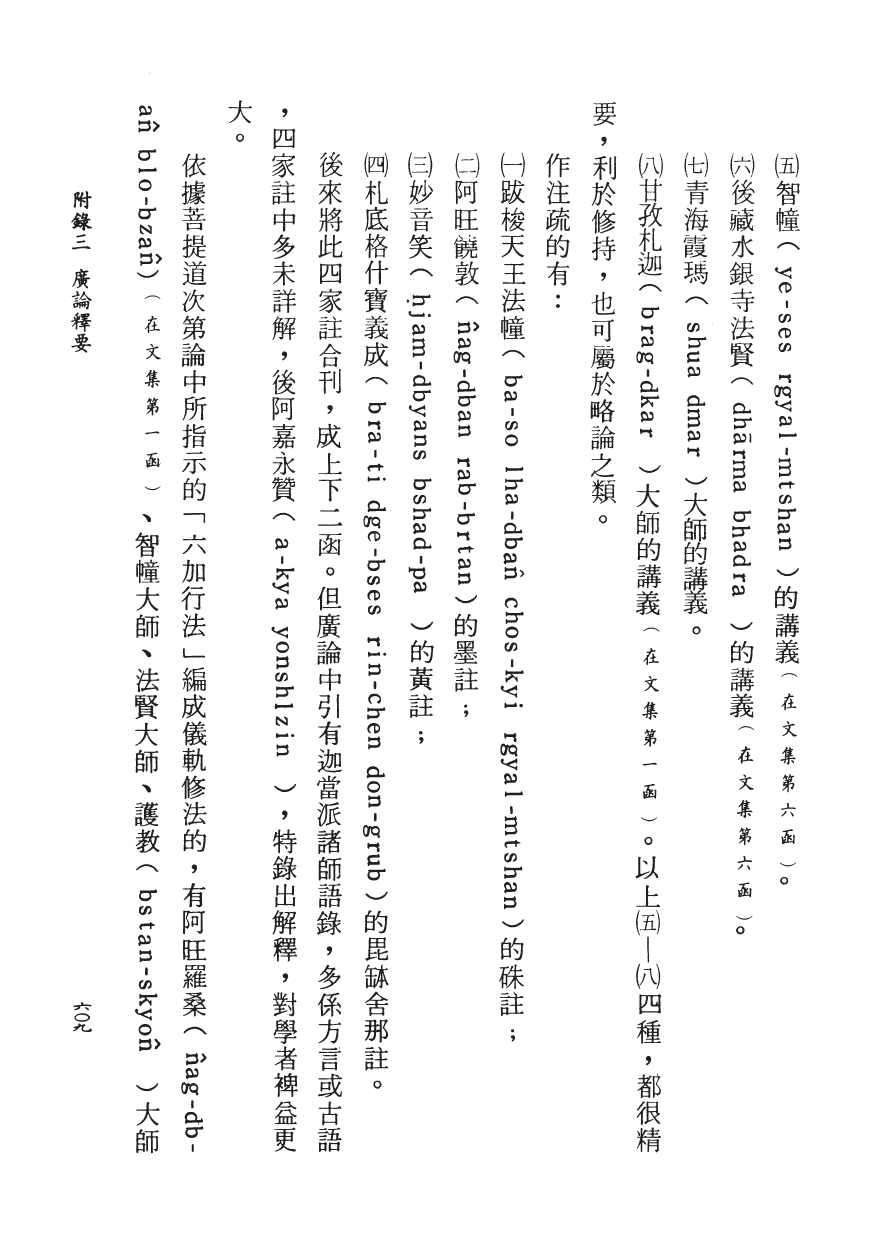 ㈤智幢（ye-ses rgyal-mtshan）的講義（在文集第六函）。
㈥後藏水銀寺法賢（dhārma bhadra）的講義（在文集第六函）。
㈦青海霞瑪（shua dmar）大師的講義。
㈧甘孜札迦（brag-dkar）大師的講義（在文集第一函）。以上㈤—㈧四種，都很精
要，利於修持，也可屬於略論之類。
作注疏的有：
㈠跋梭天王法幢（ba-so lha-dbañ̂ chos-kyi rgyal-mtshan）的硃註；
㈡阿旺饒敦（n̂ag-dban rab-brtan）的墨註；
㈢妙音笑（ḥjam-dbyans bshad-pa）的黃註；
㈣札底格什寶義成（bra-ti dge-bses rin-chen don-grub）的毘缽舍那註。
後來將此四家註合刊，成上下二函。但廣論中引有迦當派諸師語錄，多係方言或古語
，四家註中多未詳解，後阿嘉永贊（a-kya yonshlzin），特錄出解釋，對學者裨益更
大。
依據菩提道次第論中所指示的「六加行法」編成儀軌修法的，有阿旺羅桑（n̂ag-db-
an̂ blo-bzan̂）（在文集第一函）、智幢大師、法賢大師、護教（bstan-skyon̂）大師
附錄三 廣論釋要
六〇九